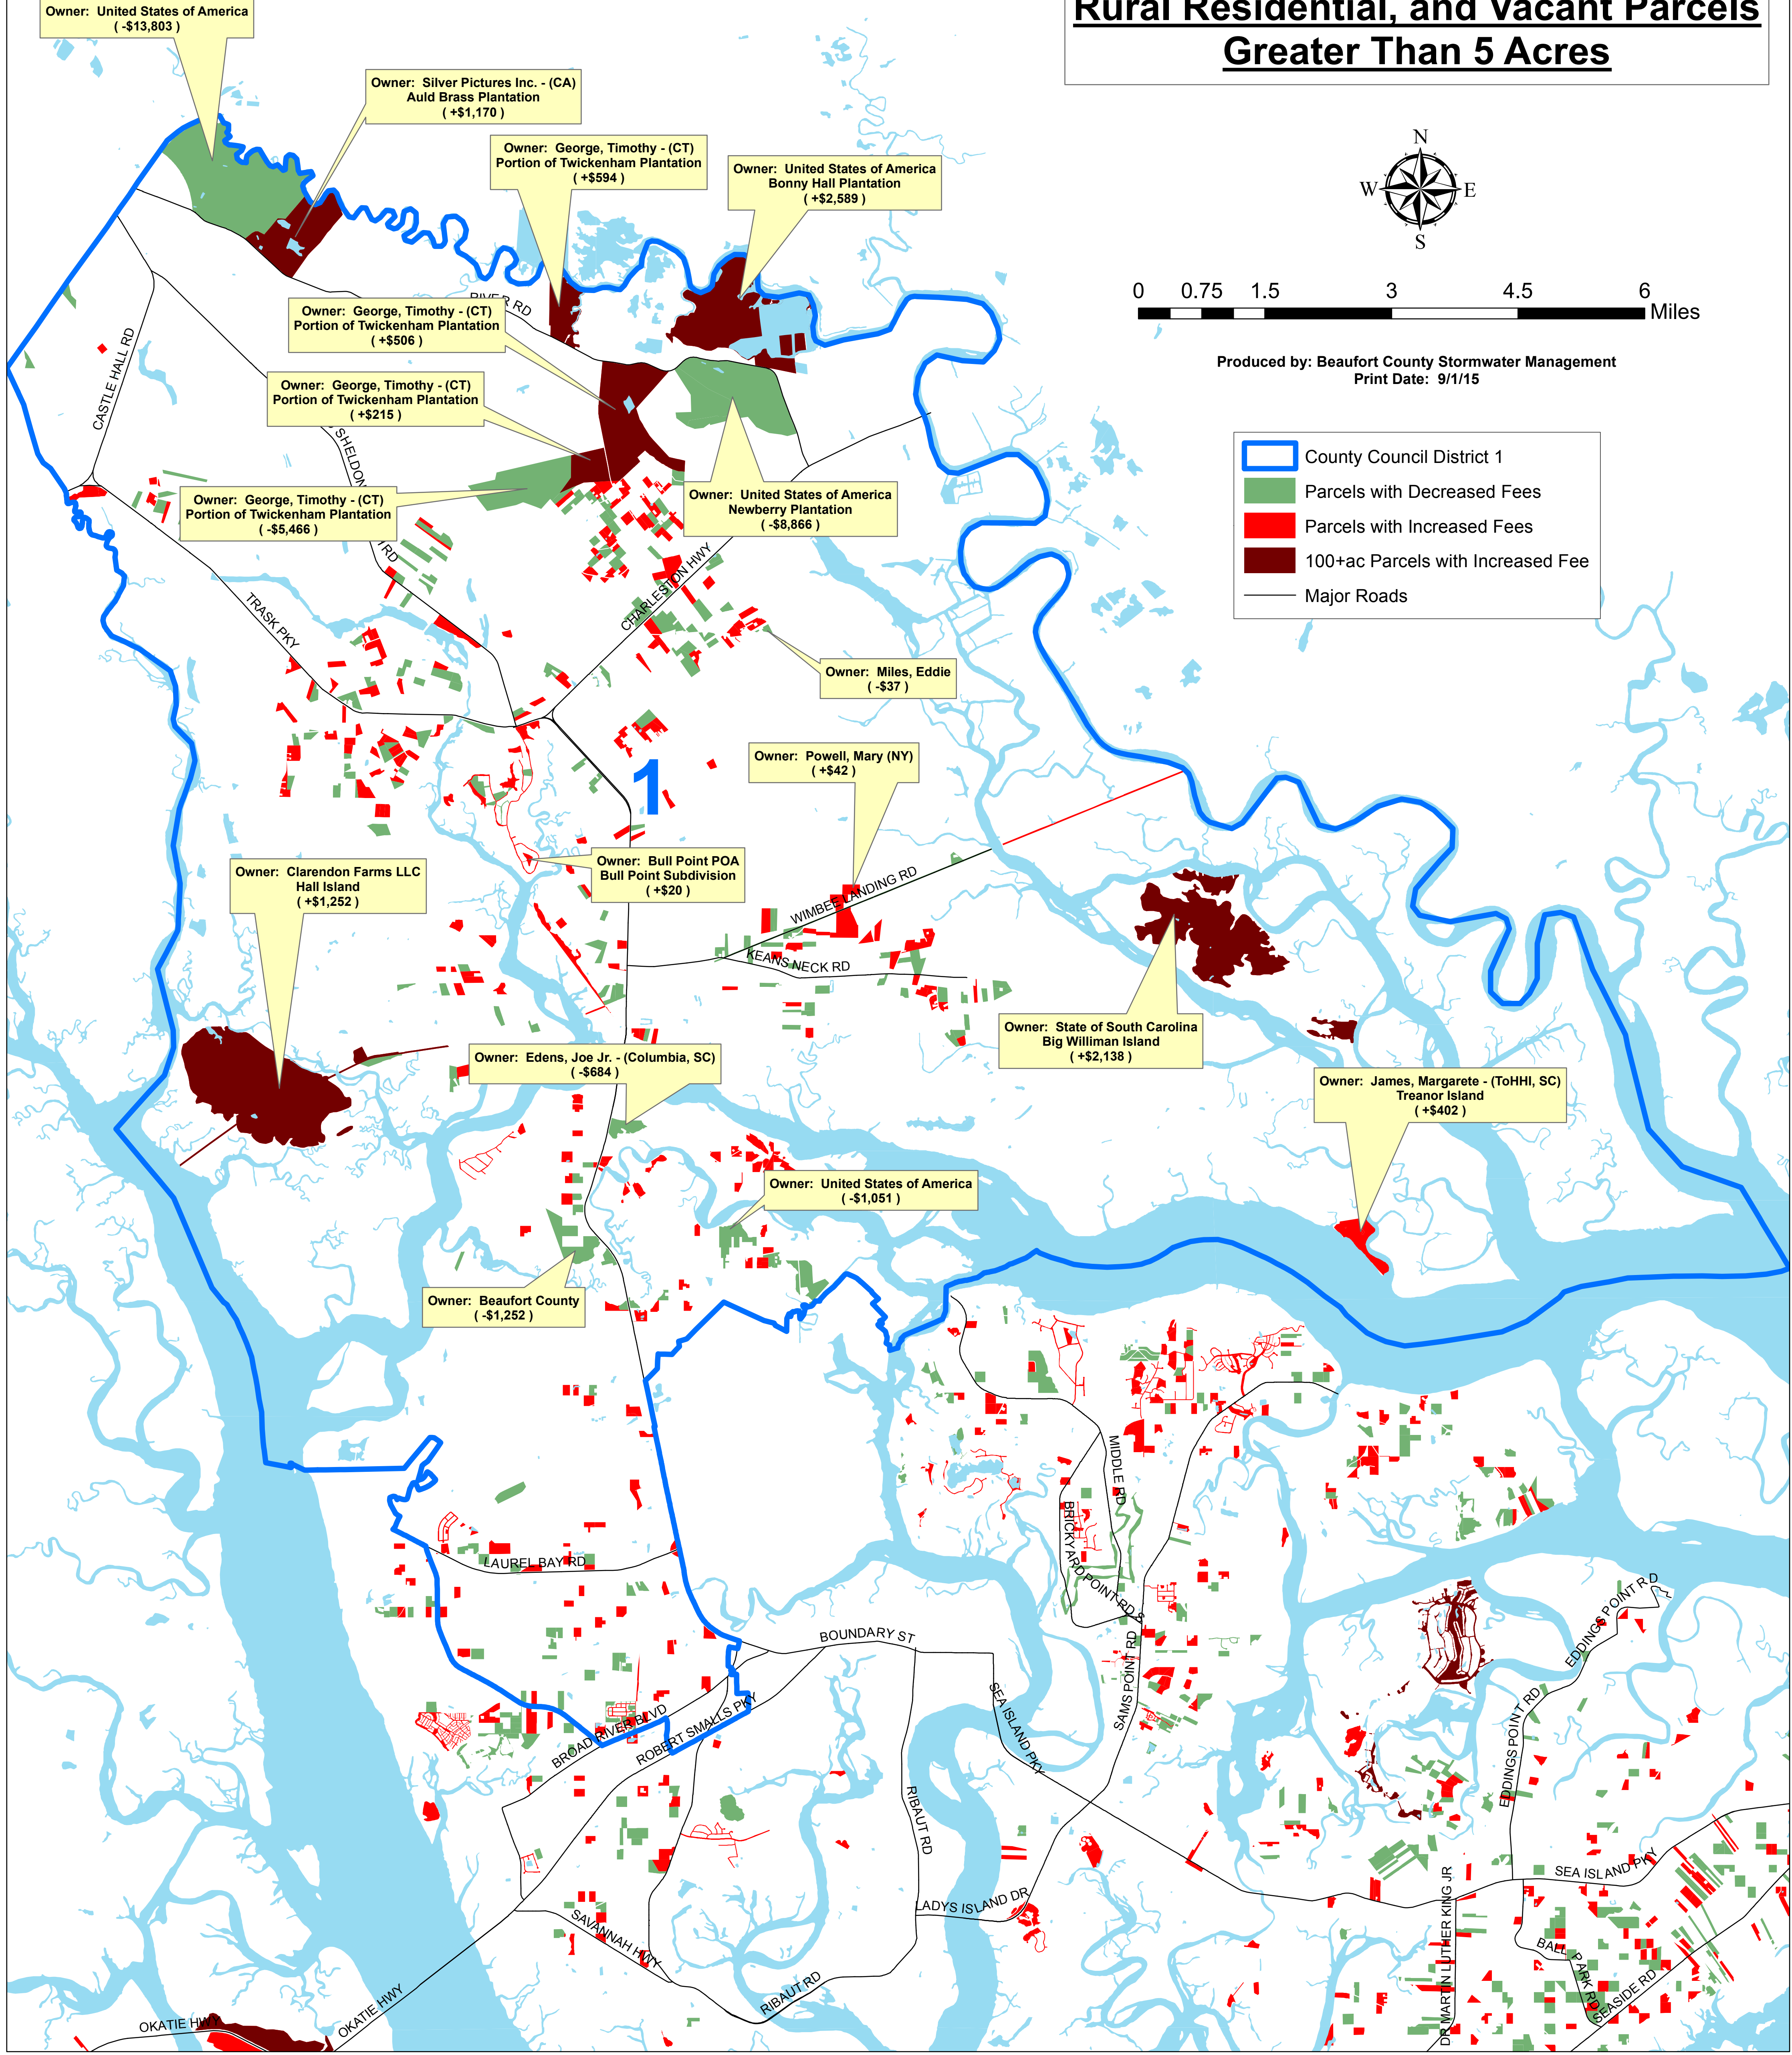 Rural Residential, and Vacant Parcels
Greater Than 5 Acres
Owner: United States of America
( -$13,803 )
Owner: Silver Pictures Inc. - (CA)
Auld Brass Plantation
( +$1,170 )
Owner: George, Timothy - (CT)
Portion of Twickenham Plantation
( +$594 )
Owner: United States of America
Bonny Hall Plantation
( +$2,589 )
N
W
E
S
0 0.75 1.5 3 4.5 6
Miles
Produced by: Beaufort County Stormwater Management
Print Date: 9/1/15
County Council District 1
Parcels with Decreased Fees
Parcels with Increased Fees
100+ac Parcels with Increased Fee
Major Roads
RIVER RD
Owner: George, Timothy - (CT)
Portion of Twickenham Plantation
( +$506 )
CASTLE HALL RD
Owner: George, Timothy - (CT)
Portion of Twickenham Plantation
( +$215 )
SHELDON
RD
Owner: George, Timothy - (CT)
Portion of Twickenham Plantation
( -$5,466 )
Owner: United States of America
Newberry Plantation
( -$8,866 )
CHARLESTON HWY
TRASK PKY
Owner: Miles, Eddie
( -$37 )
1
Owner: Powell, Mary (NY)
( +$42 )
Owner: Bull Point POA
Bull Point Subdivision
( +$20 )
Owner: Clarendon Farms LLC
Hall Island
( +$1,252 )
WIMBEE LANDING RD
KEANS NECK RD
Owner: State of South Carolina
Big Williman Island
( +$2,138 )
Owner: Edens, Joe Jr. - (Columbia, SC)
( -$684 )
Owner: James, Margarete - (ToHHI, SC)
Treanor Island
( +$402 )
Owner: United States of America
( -$1,051 )
Owner: Beaufort County
( -$1,252 )
MIDDLE RD
BRICKYARD POINT RD S
LAUREL BAY RD
BOUNDARY ST
SAMS POINT RD
SEA ISLAND PKY
EDDINGS POINT RD
EDDINGS POINT RD
BROAD RIVER BLVD
ROBERT SMALLS PKY
RIBAUT RD
LADYS ISLAND DR
SEA ISLAND PKY
DR MARTIN LUTHER KING JR
BALL PARK RD
SEASIDE RD
SAVANNAH HWY
RIBAUT RD
OKATIE HWY
OKATIE HWY